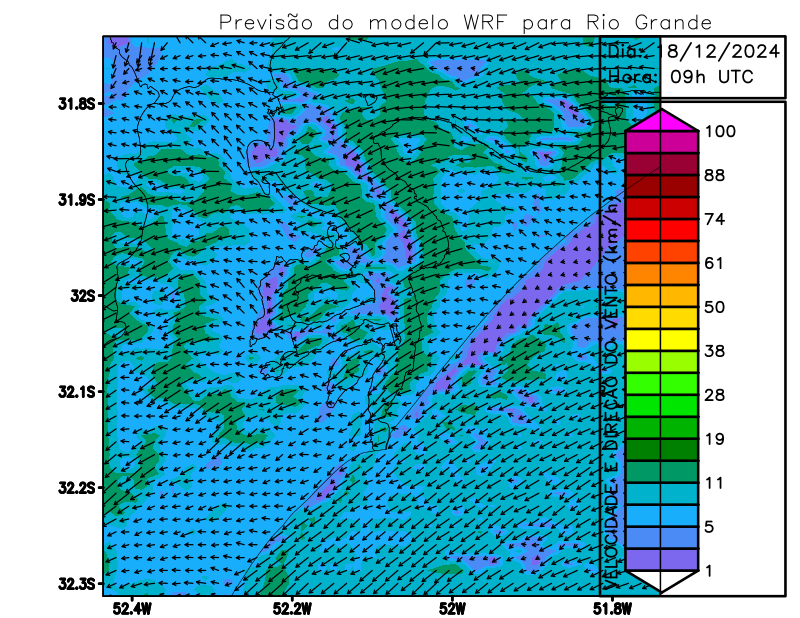 Previsão do modelo WRF para Rio Grande
Dia: 18/12/2024
Hora: 09h UTC
31.8S
31.9S
32S
32.1S
32.2S
32.3S
52.4W
52.2W
52W
51.8W
VELOCIDADE E DIREÇÃO DO VENTO (km/h)
100
88
74
61
50
38
28
19
11
5
1